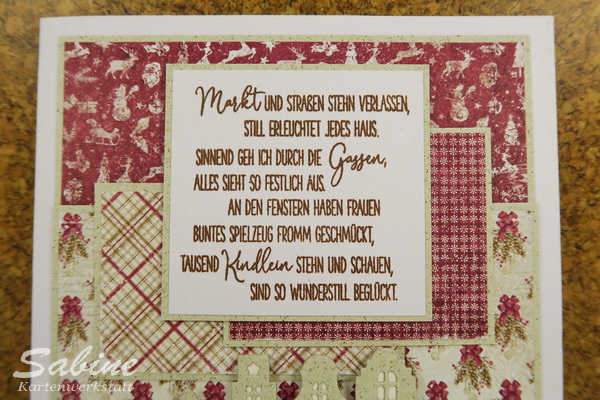 Markt UND STRAßEN STEHN VERLASSEN,
STILL ERLEUCHTET JEDES HAUS.
SINNEND GEH ICH DURCH DIE Gassen,
ALLES SIEHT SO FESTLICH AUS.
AN DEN FENSTERN HABEN FRAUEN
BUNTES SPIELZEUG FROMM GESCHMÜCKT,
TAUSEND Kindlein STEHN UND SCHAUEN,
SIND SO WUNDERSTILL BEGLÜCKT.
Sabine
Kartenwerkstatt